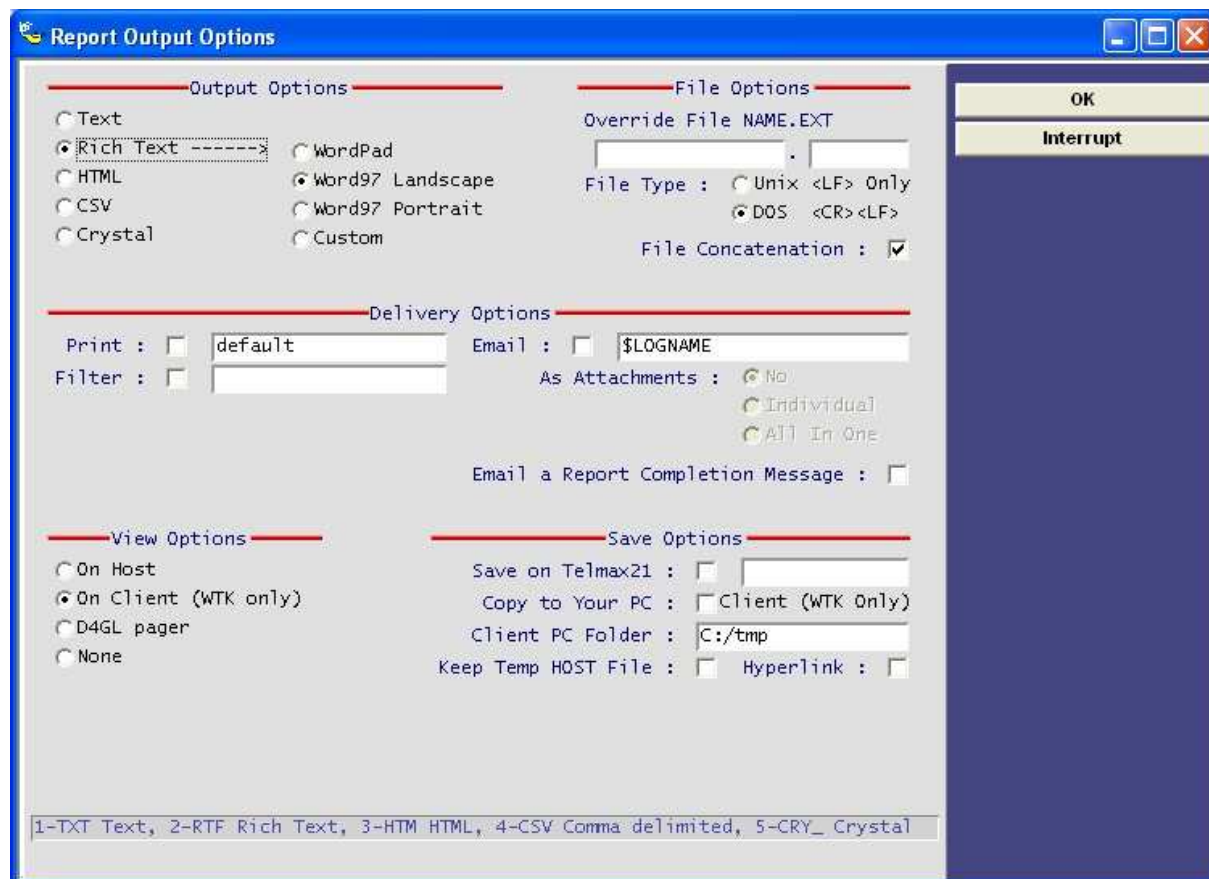 Report Output Options
Output Options
Text
Rich Text ------>
HTML
CSV
Crystal
WordPad
Word97 Landscape
Word97 Portrait
Custom
File Options
Override File NAME.EXT
.
File Type : Unix <LF> Only
DOS <CR><LF>
File Concatenation :
OK
Interrupt
Delivery Options
Print : default
Filter :
Email : $LOGNAME
As Attachments : No
Individual
All In One
Email a Report Completion Message :
View Options
On Host
On Client (WTK only)
D4GL pager
None
Save Options
Save on Telmax21 :
Copy to Your PC : Client (WTK Only)
Client PC Folder : C:/tmp
Keep Temp HOST File : Hyperlink :
1-TXT Text, 2-RTF Rich Text, 3-HTM HTML, 4-CSV Comma delimited, 5-CRY_ Crystal